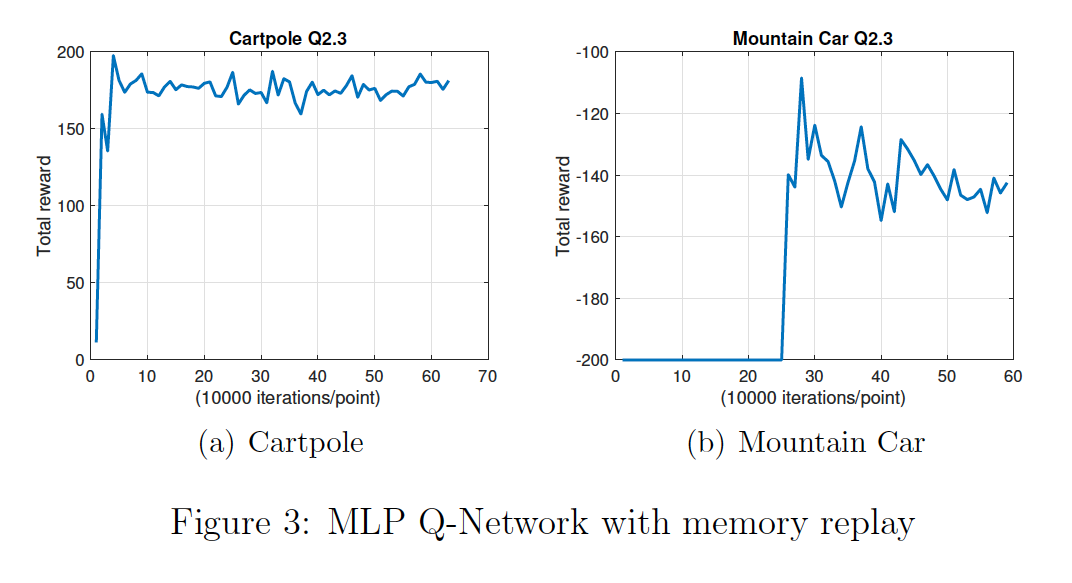 Cartpole Q2.3
Total reward
200
150
100
50
0
0 10 20 30 40 50 60 70
(10000 iterations/point)
(a) Cartpole
Mountain Car Q2.3
Total reward
-100
-120
-140
-160
-180
-200
0 10 20 30 40 50 60
(10000 iterations/point)
(b) Mountain Car
Figure 3: MLP Q-Network with memory replay